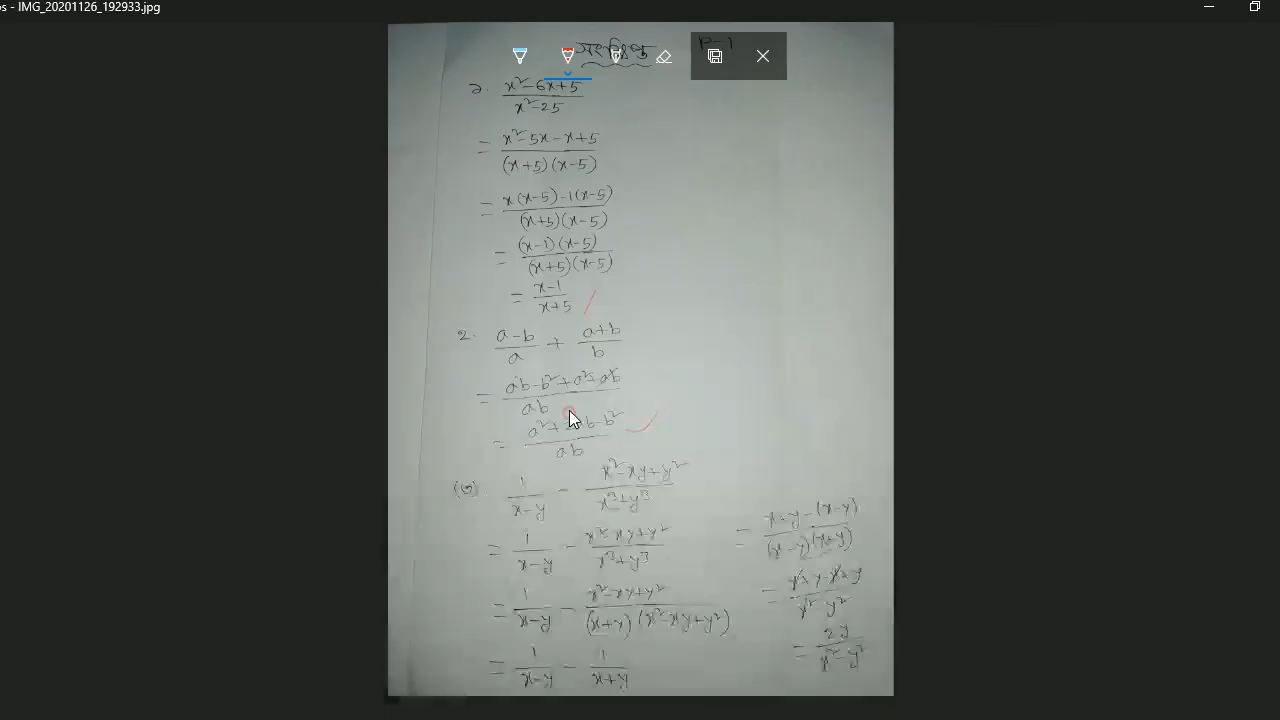 s - IMG_20201126_192933.jpg
সংক্ষিপ্ত P-1
১. x²-6x+5 / x²-25
= x²-5x-x+5 / (x+5)(x-5)
= x(x-5)-1(x-5) / (x+5)(x-5)
= (x-1)(x-5) / (x+5)(x-5)
= x-1 / x+5
2. a-b / a + a+b / b
= ab-b²+a²+ab / ab
= a²+2ab-b² / ab
(৩) 1 / x-y - x²-xy+y² / x³+y³
= 1 / x-y - x²-xy+y² / x³+y³
= 1 / x-y - x²-xy+y² / (x+y)(x²-xy+y²)
= 1 / x-y - 1 / x+y
= x+y-(x-y) / (x-y)(x+y)
= x+y-x+y / x² y²
= 2y / x²-y²